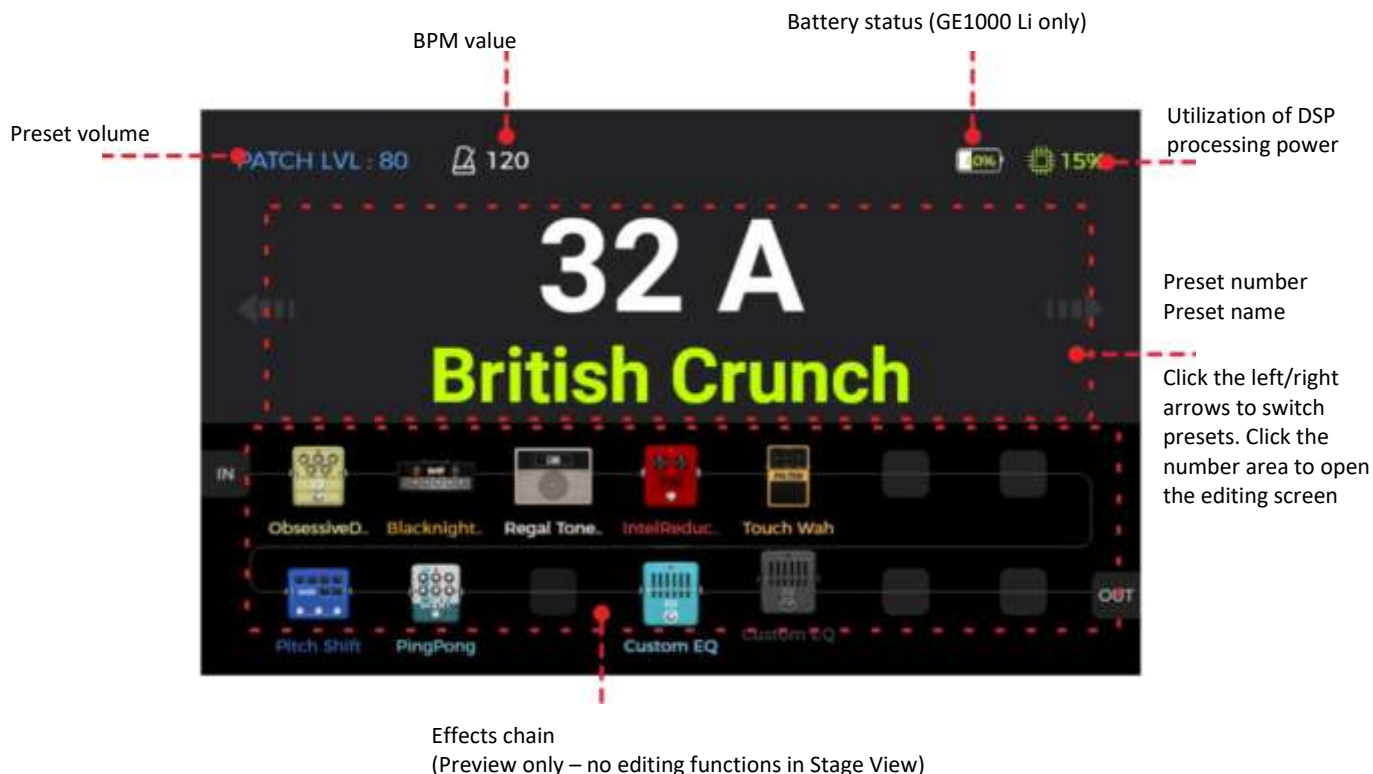 Battery status (GE1000 Li only)
BPM value
Utilization of DSP
processing power
Preset volume
PATCH LVL : 80
120
40%
15%
32 A
Preset number
Preset name
British Crunch
Click the left/right
arrows to switch
presets. Click the
number area to open
the editing screen
IN
ObsessiveD..
Blacknight..
Regal Tone..
IntelReduc..
Touch Wah
OUT
Pitch Shift
PingPong
Custom EQ
Custom EQ
Effects chain
(Preview only – no editing functions in Stage View)